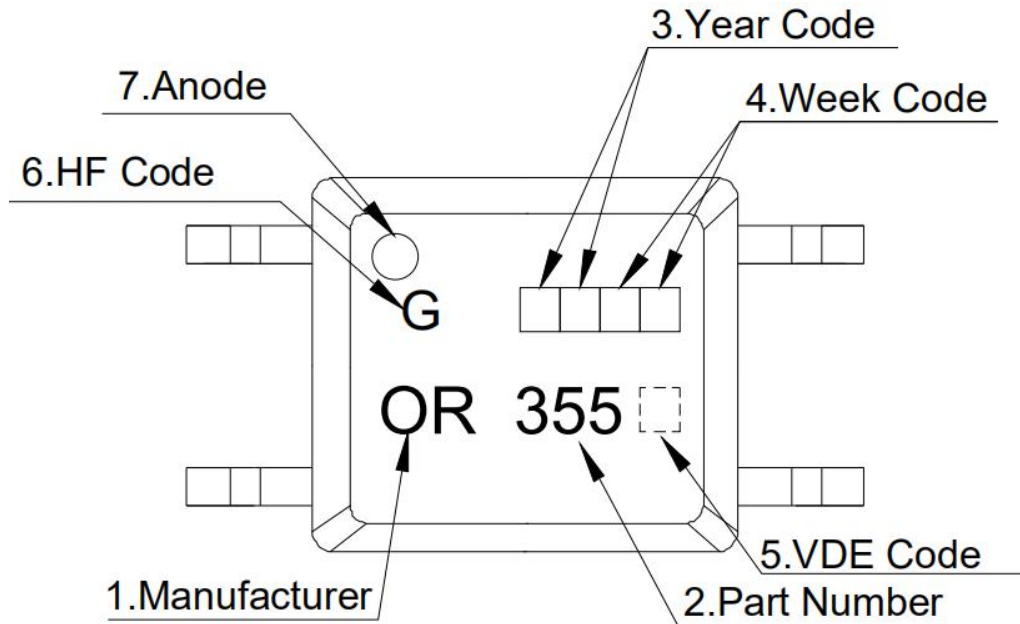 3.Year Code
7.Anode
4.Week Code
6.HF Code
G
OR 355
5.VDE Code
1.Manufacturer
2.Part Number